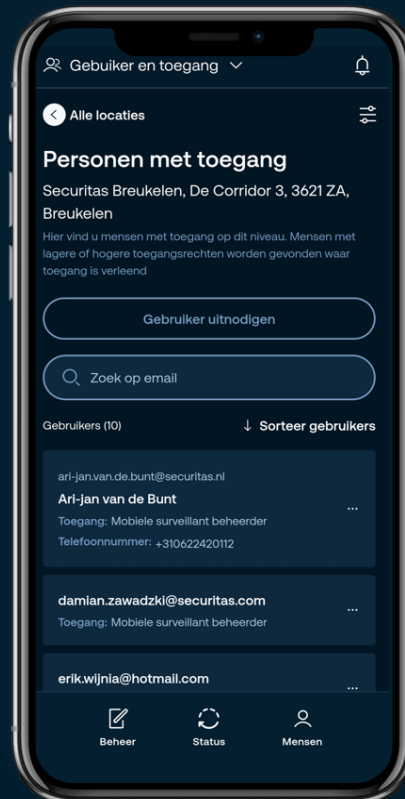 Gebuiker en toegang
Alle locaties
Personen met toegang
Securitas Breukelen, De Corridor 3, 3621 ZA,
Breukelen
Hier vind u mensen met toegang op dit niveau. Mensen met
lagere of hogere toegangsrechten worden gevonden waar
toegang is verleend
Gebruiker uitnodigen
Zoek op email
Gebruikers (10)
↓ Sorteer gebruikers
ari-jan.van.de.bunt@securitas.nl
Ari-jan van de Bunt
...
Toegang: Mobiele surveillant beheerder
Telefoonnummer: +310622420112
damian.zawadzki@securitas.com
...
Toegang: Mobiele surveillant beheerder
erik.wijnia@hotmail.com
...
Beheer
Status
Mensen